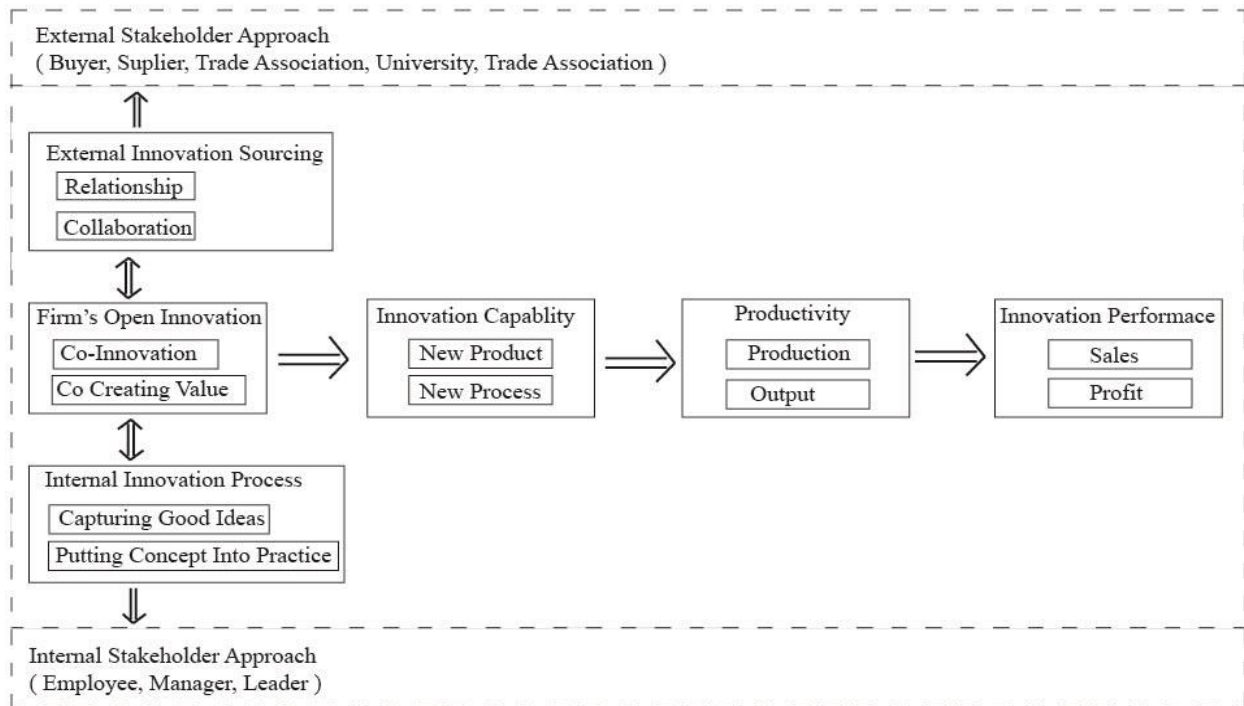 External Stakeholder Approach
( Buyer, Suplier, Trade Association, University, Trade Association )
External Innovation Sourcing
Relationship
Collaboration
Firm's Open Innovation
Co-Innovation
Co Creating Value
Innovation Capablity
New Product
New Process
Productivity
Production
Output
Innovation Performace
Sales
Profit
Internal Innovation Process
Capturing Good Ideas
Putting Concept Into Practice
Internal Stakeholder Approach
( Employee, Manager, Leader )